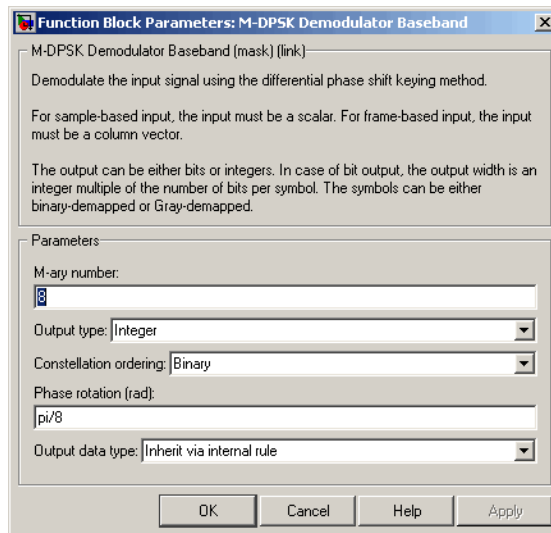 Function Block Parameters: M-DPSK Demodulator Baseband
M-DPSK Demodulator Baseband (mask) (link)
Demodulate the input signal using the differential phase shift keying method.
For sample-based input, the input must be a scalar. For frame-based input, the input
must be a column vector.
The output can be either bits or integers. In case of bit output, the output width is an
integer multiple of the number of bits per symbol. The symbols can be either
binary-demapped or Gray-demapped.
Parameters
M-ary number:
8
Output type: Integer
Constellation ordering: Binary
Phase rotation (rad):
pi/8
Output data type: Inherit via internal rule
OK Cancel Help Apply